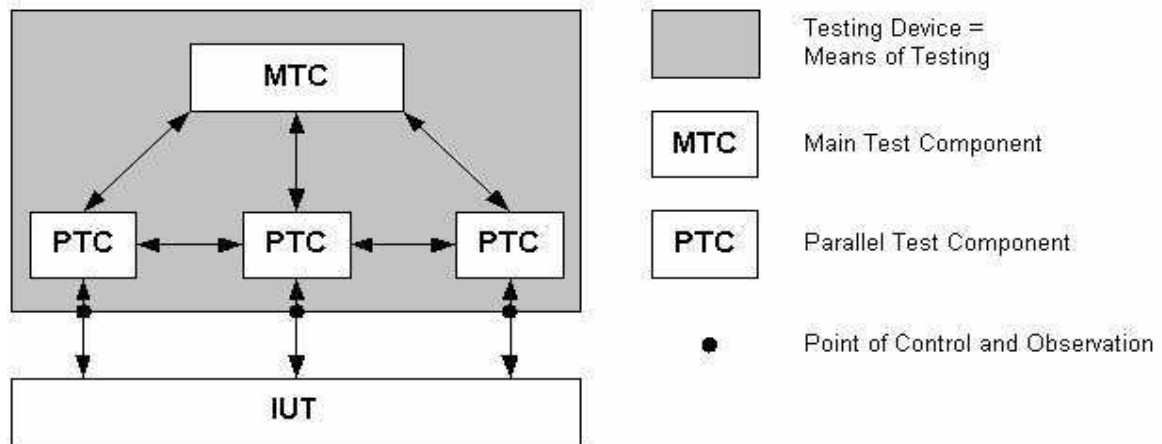 MTC
PTC
PTC
PTC
IUT
Testing Device =
Means of Testing
MTC
Main Test Component
PTC
Parallel Test Component
Point of Control and Observation